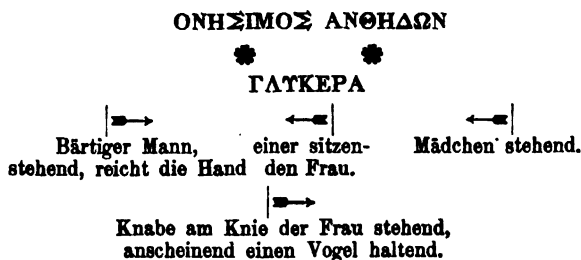 ΟΝΗΣΙΜΟΣ ΑΝΘΗΔΩΝ
ΓΛΥΚΕΡΑ
Bärtiger Mann, einer sitzen- Mädchen stehend.
stehend, reicht die Hand den Frau.
Knabe am Knie der Frau stehend,
anscheinend einen Vogel haltend.